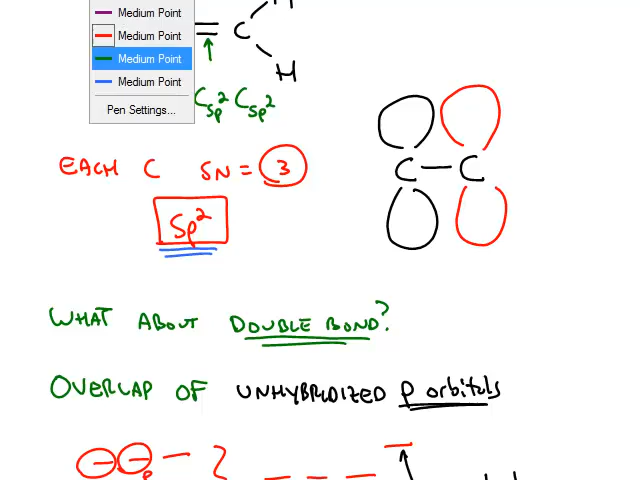 Medium Point
Medium Point
Medium Point
Medium Point
Pen Settings...
C
H
Csp² Csp²
EACH C SN = 3
sp²
C — C
WHAT ABOUT DOUBLE BOND?
OVERLAP OF UNHYBRIDIZED p orbitals